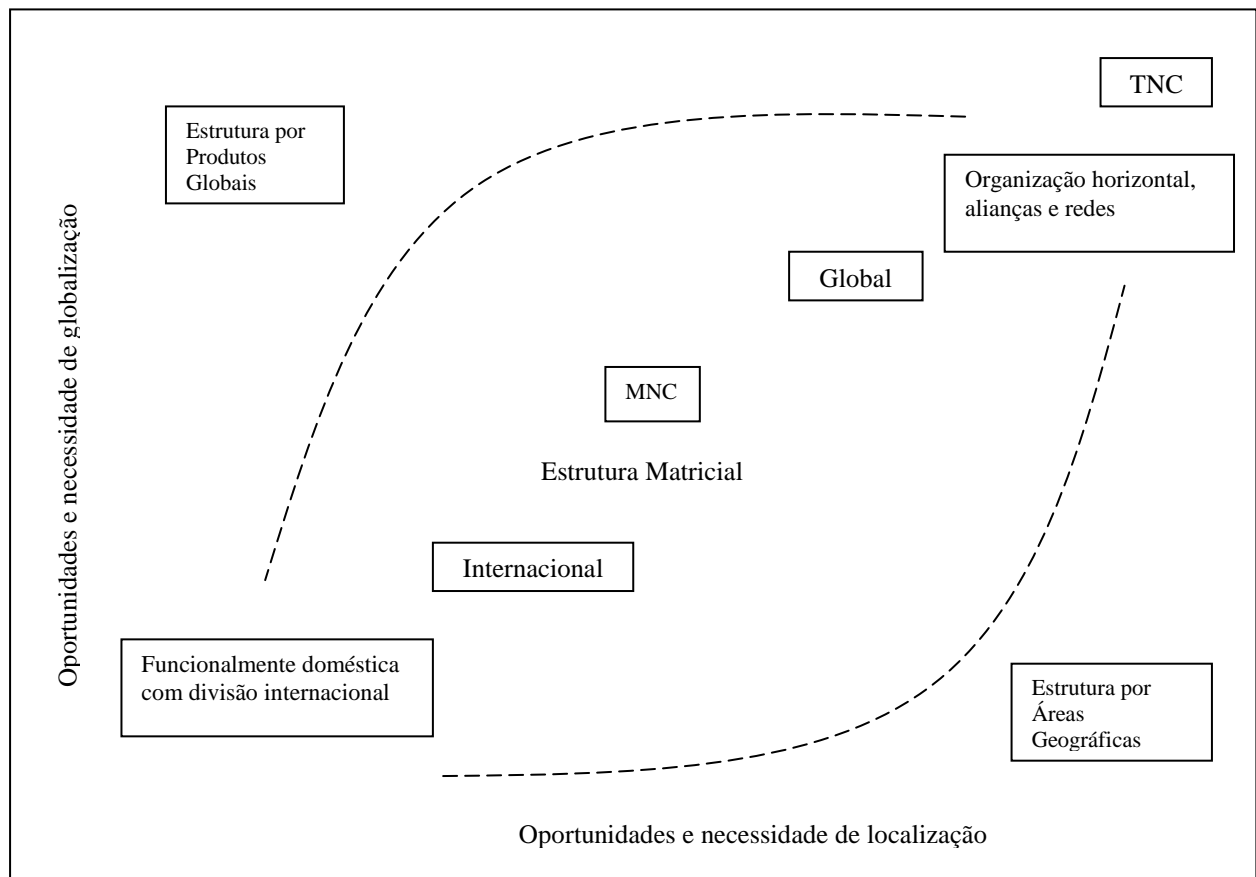 TNC
Estrutura por
Produtos
Globais
Organização horizontal,
alianças e redes
Oportunidades e necessidade de globalização
Global
MNC
Estrutura Matricial
Internacional
Funcionalmente doméstica
com divisão internacional
Estrutura por
Áreas
Geográficas
Oportunidades e necessidade de localização